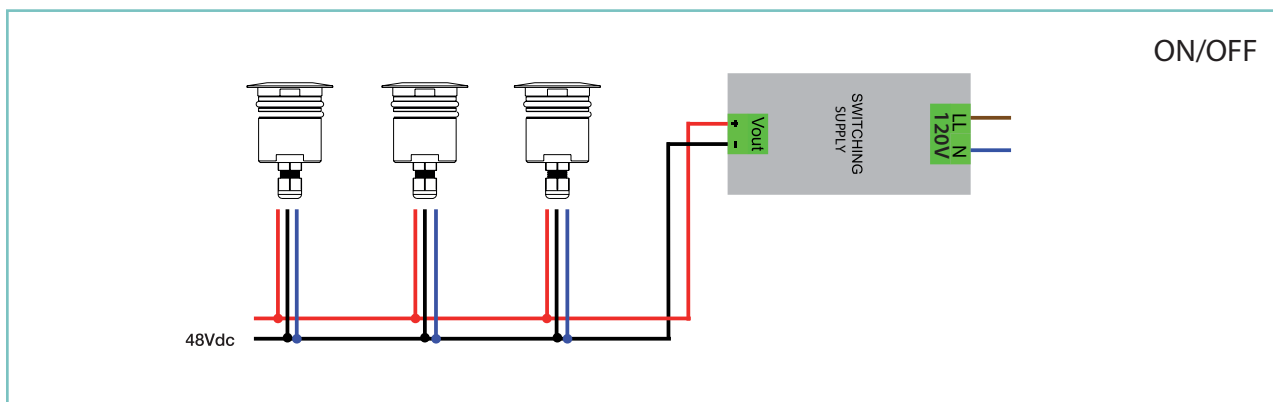 ON/OFF
+
-
Vout
SWITCHING
SUPPLY
LL N
120V
48Vdc